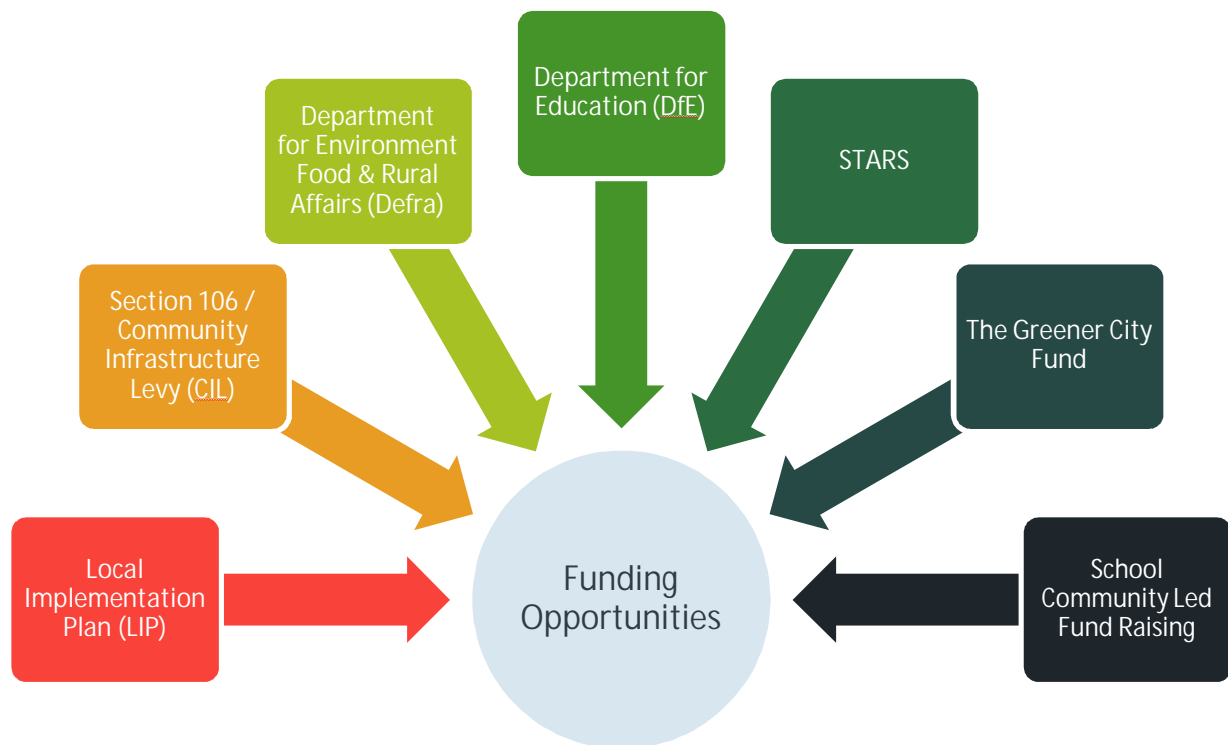 Department for
Education (DfE)
Department
for Environment
Food & Rural
Affairs (Defra)
STARS
Section 106 /
Community
Infrastructure
Levy (CIL)
The Greener City
Fund
Local
Implementation
Plan (LIP)
Funding
Opportunities
School
Community Led
Fund Raising